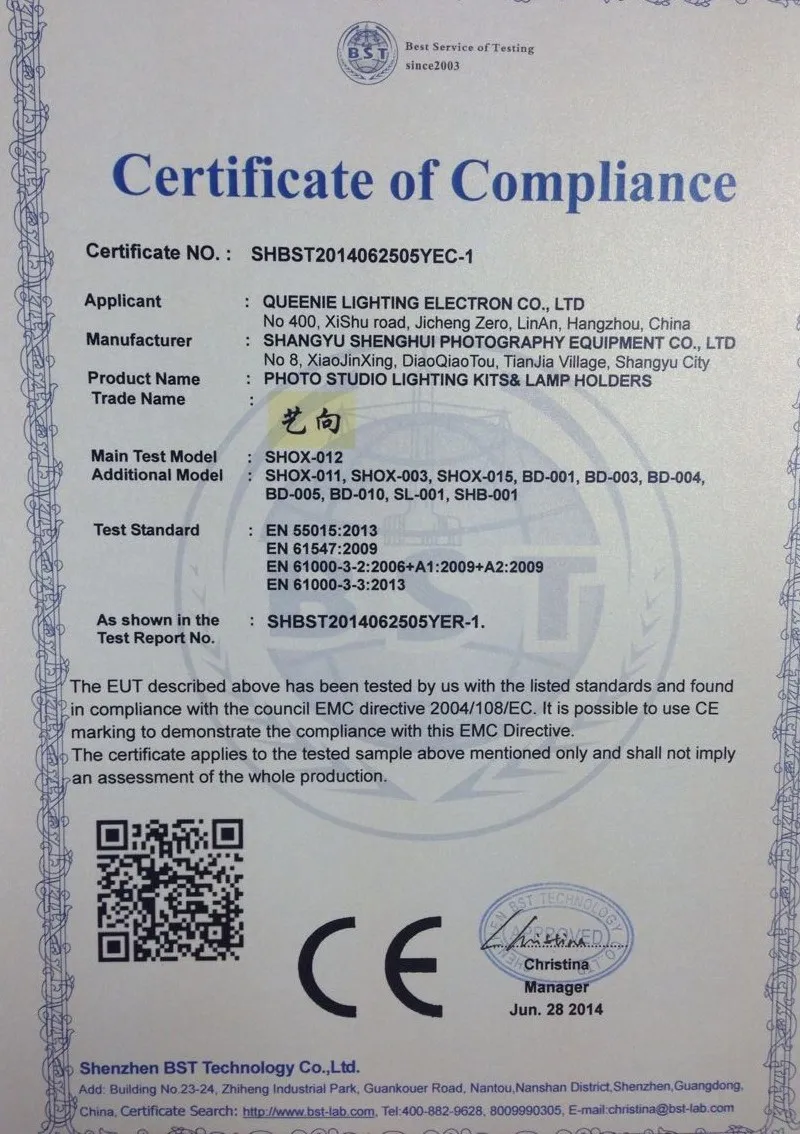 BST
Best Service of Testing
since2003
Certificate of Compliance
Certificate NO. : SHBST2014062505YEC-1
Applicant : QUEENIE LIGHTING ELECTRON CO., LTD
No 400, XiShu road, Jicheng Zero, LinAn, Hangzhou, China
Manufacturer : SHANGYU SHENGHUI PHOTOGRAPHY EQUIPMENT CO., LTD
No 8, XiaoJinXing, DiaoQiaoTou, TianJia Village, Shangyu City
Product Name : PHOTO STUDIO LIGHTING KITS& LAMP HOLDERS
Trade Name :
艺向
Main Test Model : SHOX-012
Additional Model : SHOX-011, SHOX-003, SHOX-015, BD-001, BD-003, BD-004,
BD-005, BD-010, SL-001, SHB-001
Test Standard : EN 55015:2013
EN 61547:2009
EN 61000-3-2:2006+A1:2009+A2:2009
EN 61000-3-3:2013
As shown in the : SHBST2014062505YER-1.
Test Report No.
BST
The EUT described above has been tested by us with the listed standards and found
in compliance with the council EMC directive 2004/108/EC. It is possible to use CE
marking to demonstrate the compliance with this EMC Directive.
The certificate applies to the tested sample above mentioned only and shall not imply
an assessment of the whole production.
CE
BST TECHNOLOGY
APPROVED
Christina
Christina
Manager
Jun. 28 2014
Shenzhen BST Technology Co.,Ltd.
Add: Building No.23-24, Zhiheng Industrial Park, Guankouer Road, Nantou,Nanshan District,Shenzhen,Guangdong,
China, Certificate Search: http://www.bst-lab.com, Tel:400-882-9628, 8009990305, E-mail:christina@bst-lab.com